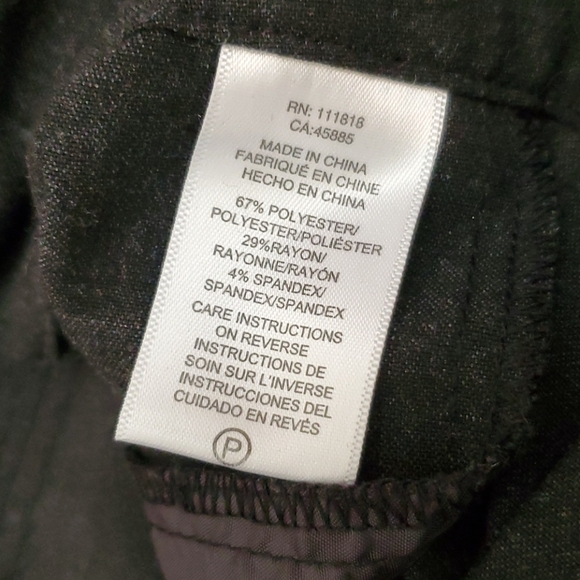 RN: 111818
CA:45885
MADE IN CHINA
FABRIQUÉ EN CHINE
HECHO EN CHINA
67% POLYESTER/
POLYESTER/POLIÉSTER
29%RAYON/
RAYONNE/RAYÓN
4% SPANDEX/
SPANDEX/SPANDEX
CARE INSTRUCTIONS
ON REVERSE
INSTRUCTIONS DE
SOIN SUR L'INVERSE
INSTRUCCIONES DEL
CUIDADO EN REVÉS
P